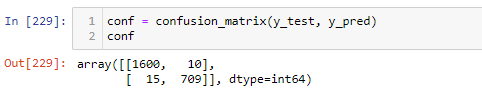 In [229]:
1 conf = confusion_matrix(y_test, y_pred)
2 conf
Out[229]: array([[1600,   10],
       [  15,  709]], dtype=int64)